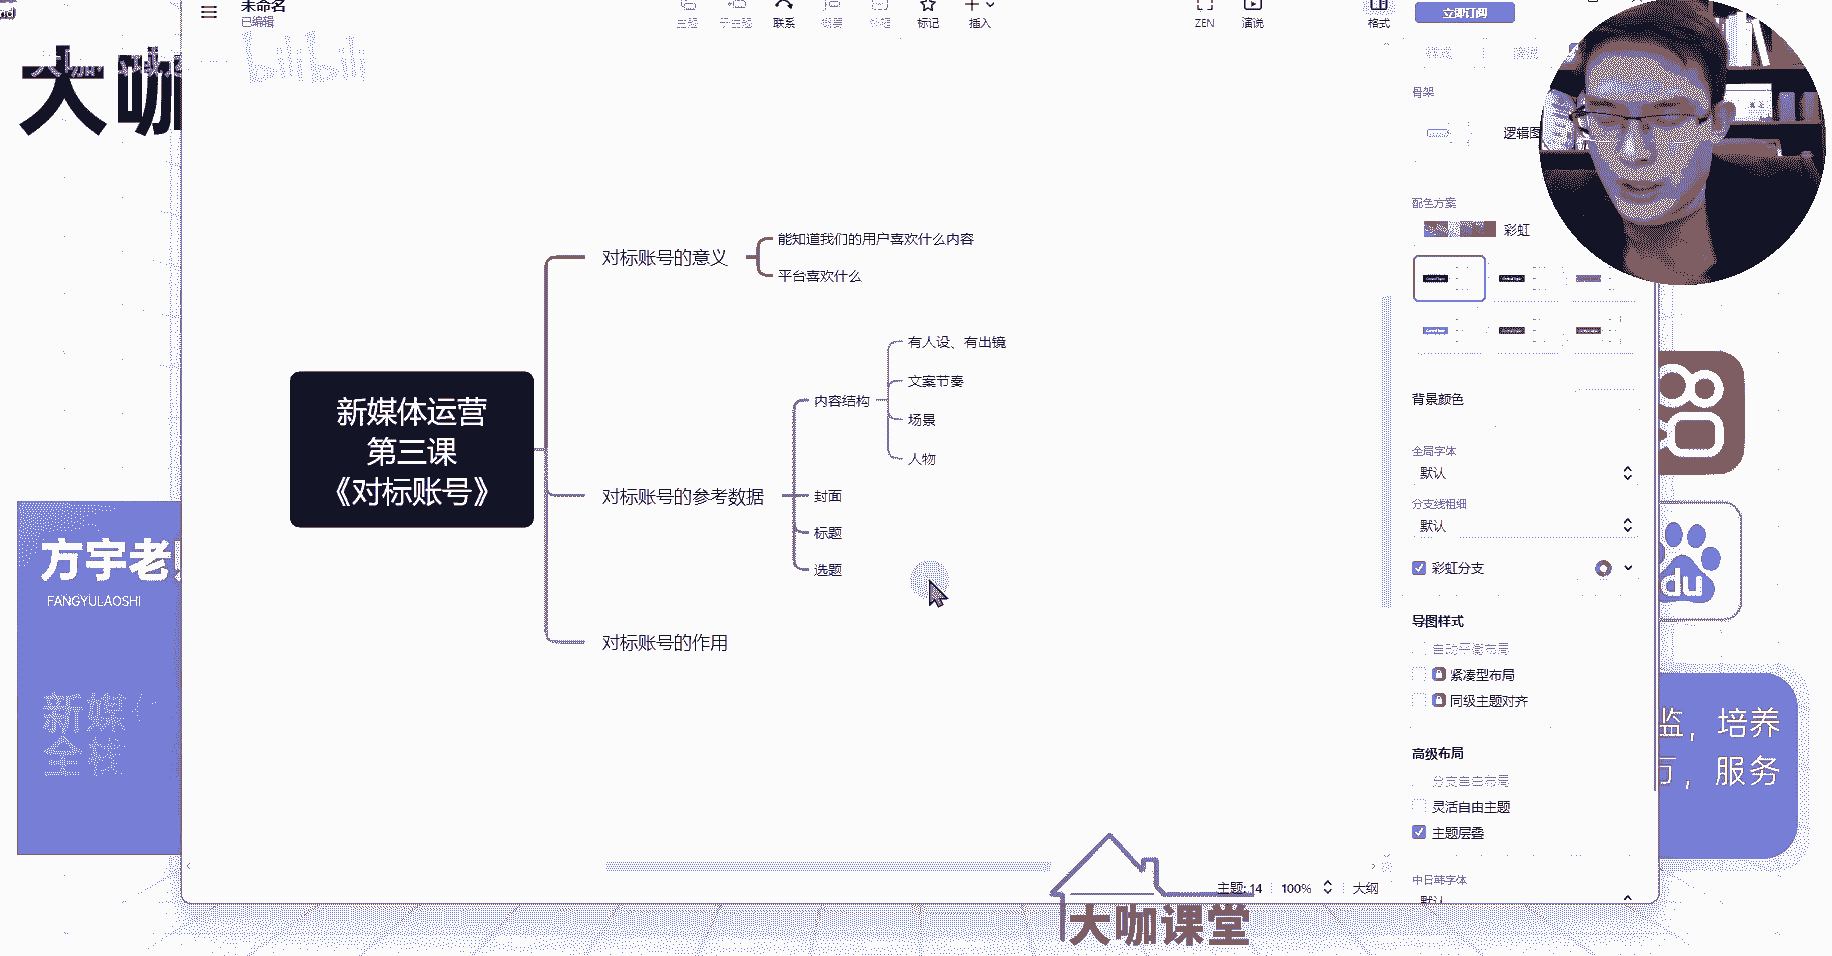 未命名
已编辑
主题
子主题
联系
概要
外框
标记
插入
ZEN
演说
格式
立即订阅
bilibili
大咖
骨架
逻辑图
配色方案
彩虹
对标账号的意义
能知道我们的用户喜欢什么内容
平台喜欢什么
新媒体运营
第三课
《对标账号》
对标账号的参考数据
内容结构
有人设、有出镜
文案节奏
场景
人物
封面
标题
选题
对标账号的作用
背景颜色
全局字体
默认
分支线粗细
默认
彩虹分支
导图样式
自动平衡布局
紧凑型布局
同级主题对齐
高级布局
分支自由布局
灵活自由主题
主题层叠
中日韩字体
默认
方宇老
FANGYULAOSHI
新媒
全栈
du
监，培养
万，服务
主题: 14
100%
大纲
大咖课堂